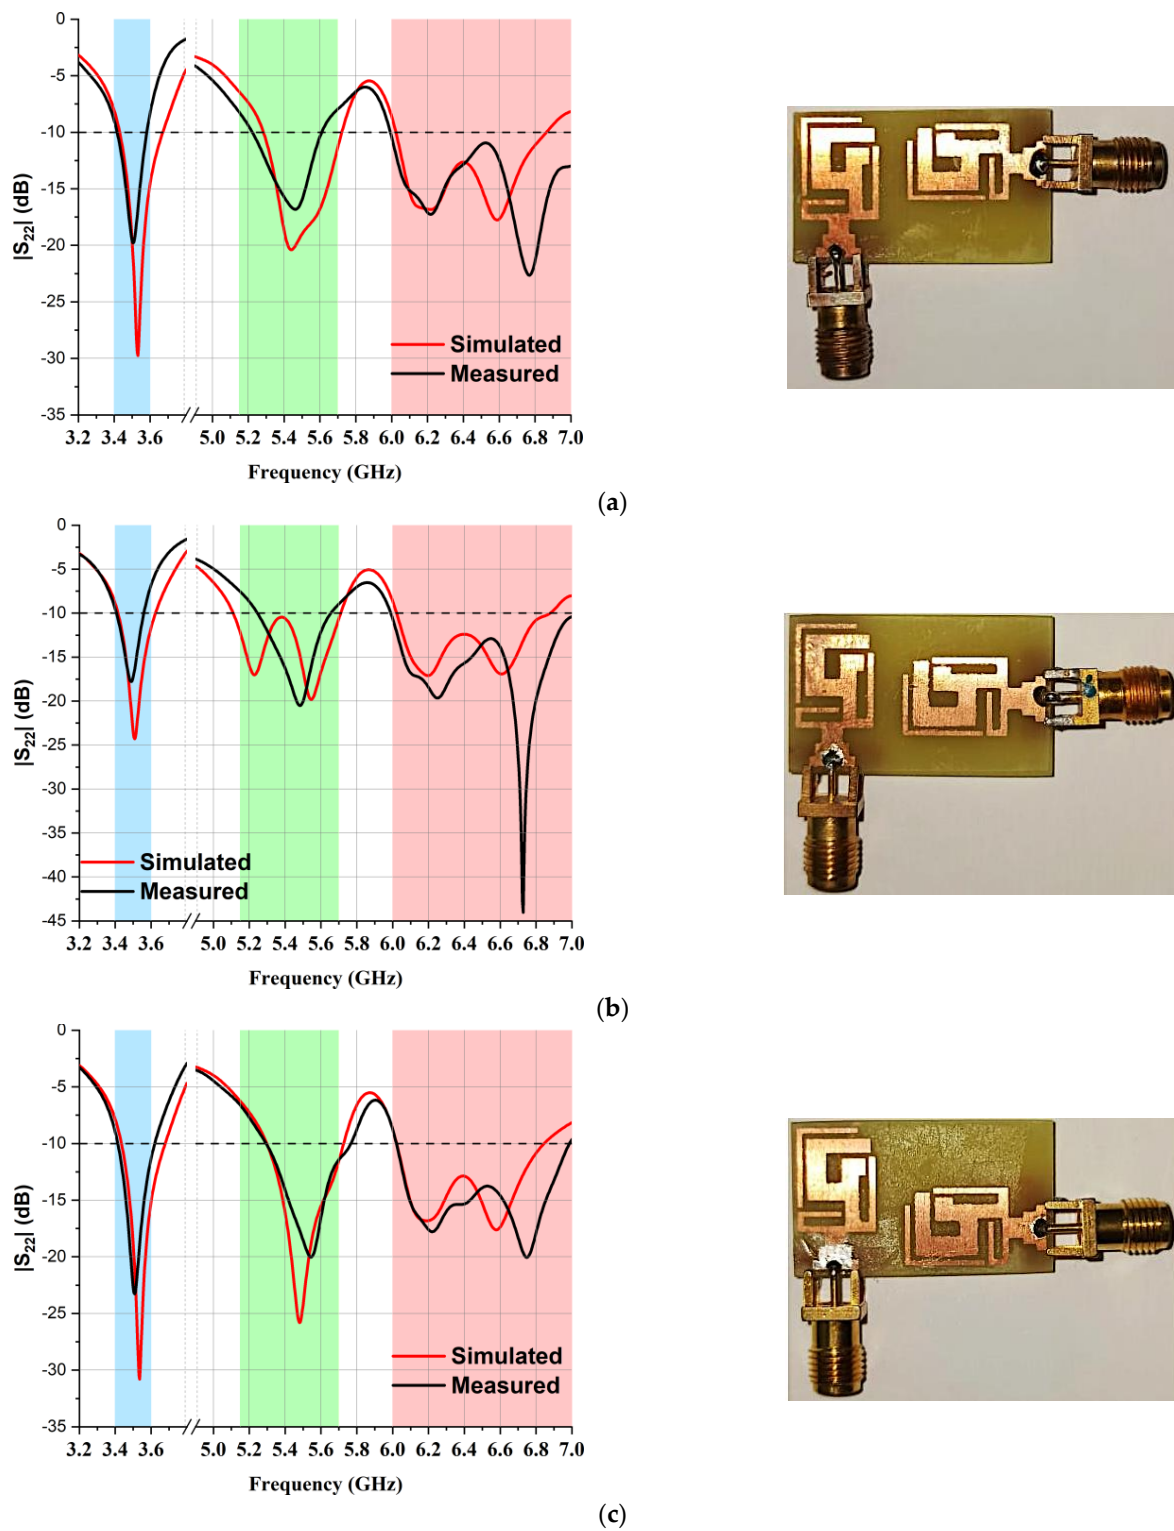 0
-5
-10
-15
-20
-25
-30
-35
|S22| (dB)
Simulated
Measured
3.2 3.4 3.6 5.0 5.2 5.4 5.6 5.8 6.0 6.2 6.4 6.6 6.8 7.0
Frequency (GHz)
(a)
0
-5
-10
-15
-20
-25
-30
-35
-40
-45
|S22| (dB)
Simulated
Measured
3.2 3.4 3.6 5.0 5.2 5.4 5.6 5.8 6.0 6.2 6.4 6.6 6.8 7.0
Frequency (GHz)
(b)
0
-5
-10
-15
-20
-25
-30
-35
|S22| (dB)
Simulated
Measured
3.2 3.4 3.6 5.0 5.2 5.4 5.6 5.8 6.0 6.2 6.4 6.6 6.8 7.0
Frequency (GHz)
(c)